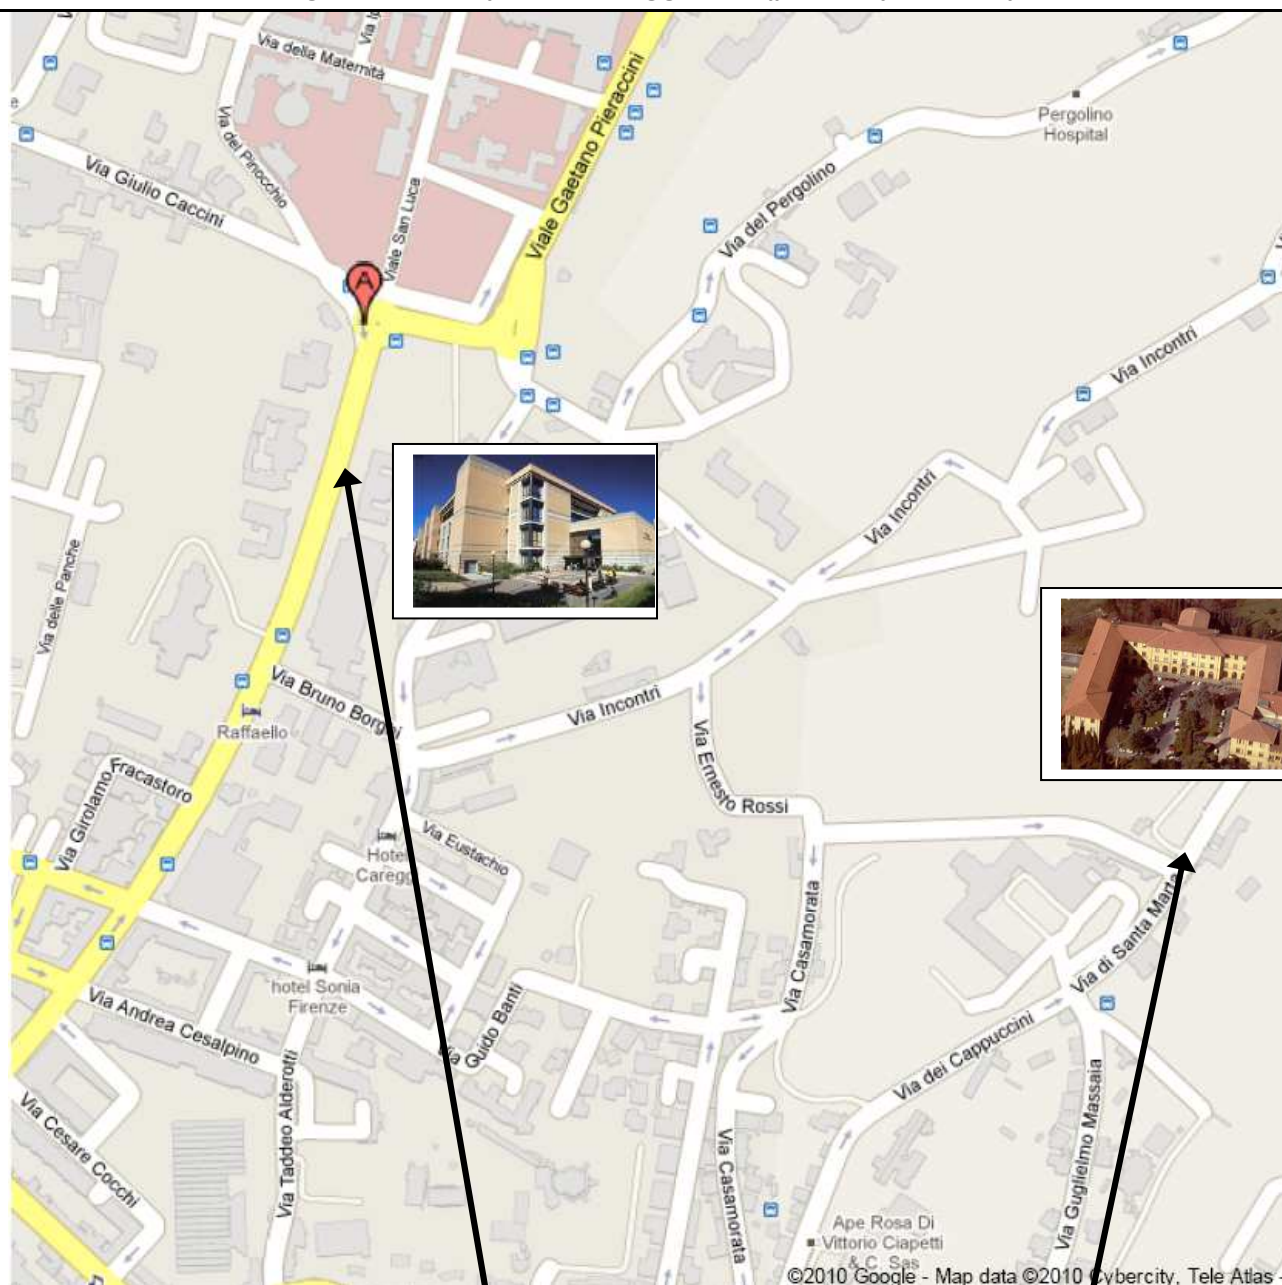 Via della Maternità
Viale Gaetano Pieraccini
Pergolino
Hospital
Via del Pinocchio
Via Giulio Caccini
Viale San Luca
Via del Pergolino
A
Via Incontri
Via Incontri
Via delle Panche
Via Bruno Borgoi
Via Incontri
Raffaello
Via Ernesto Rossi
Via Girolamo Fracastoro
Via Eustachio
Hotel
Caregg
Via Casamorata
Via di Santa Marta
hotel Sonia
Firenze
Via Andrea Cesalpino
Via Guido Banti
Via dei Cappuccini
Via Taddeo Alderotti
Via Cesare Cocchi
Via Casamorata
Via Guglielmo Massaia
Ape Rosa Di
Vittorio Ciapetti
& C. Sas
©2010 Google - Map data ©2010 Cybercity, Tele Atlas -